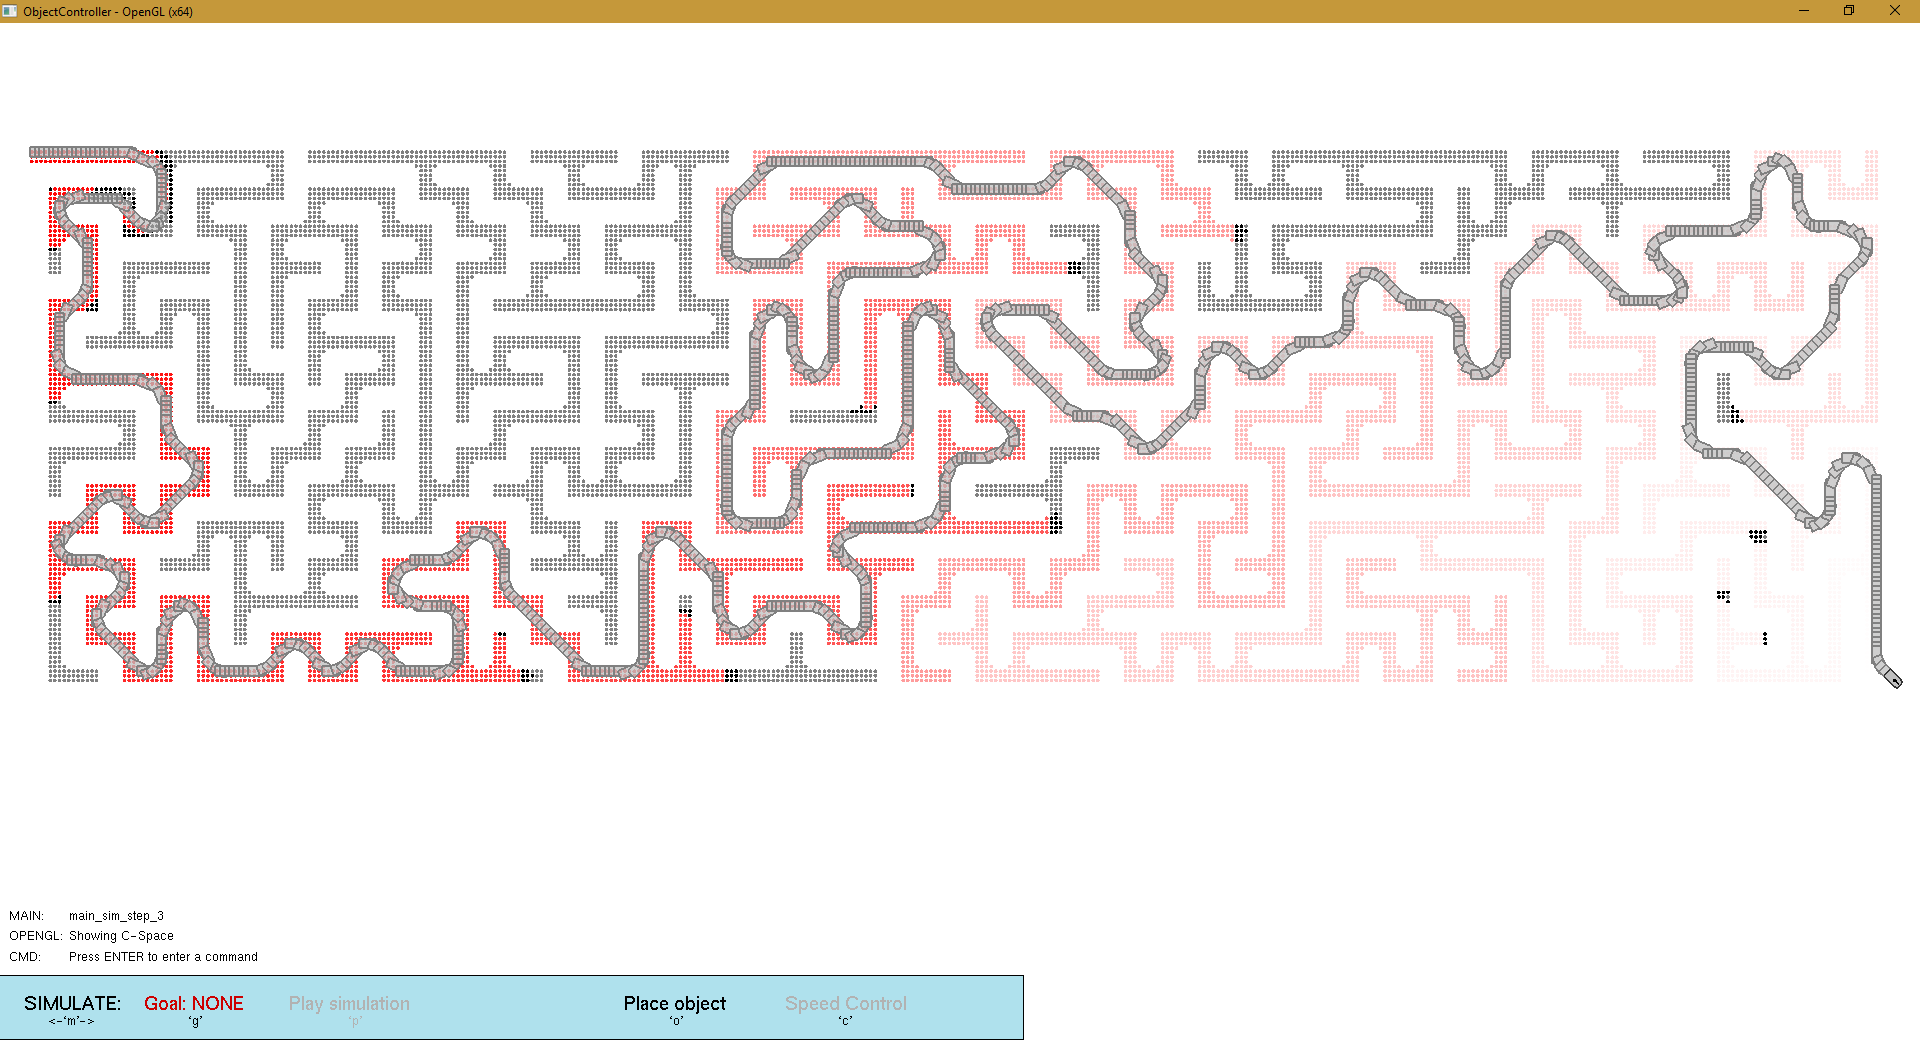 ObjectController - OpenGL (x64)
MAIN: main_sim_step_3
OPENGL: Showing C-Space
CMD: Press ENTER to enter a command
SIMULATE: Goal: NONE Play simulation Place object Speed Control
<-'m'-> 'g' 'p' 'o' 'c'